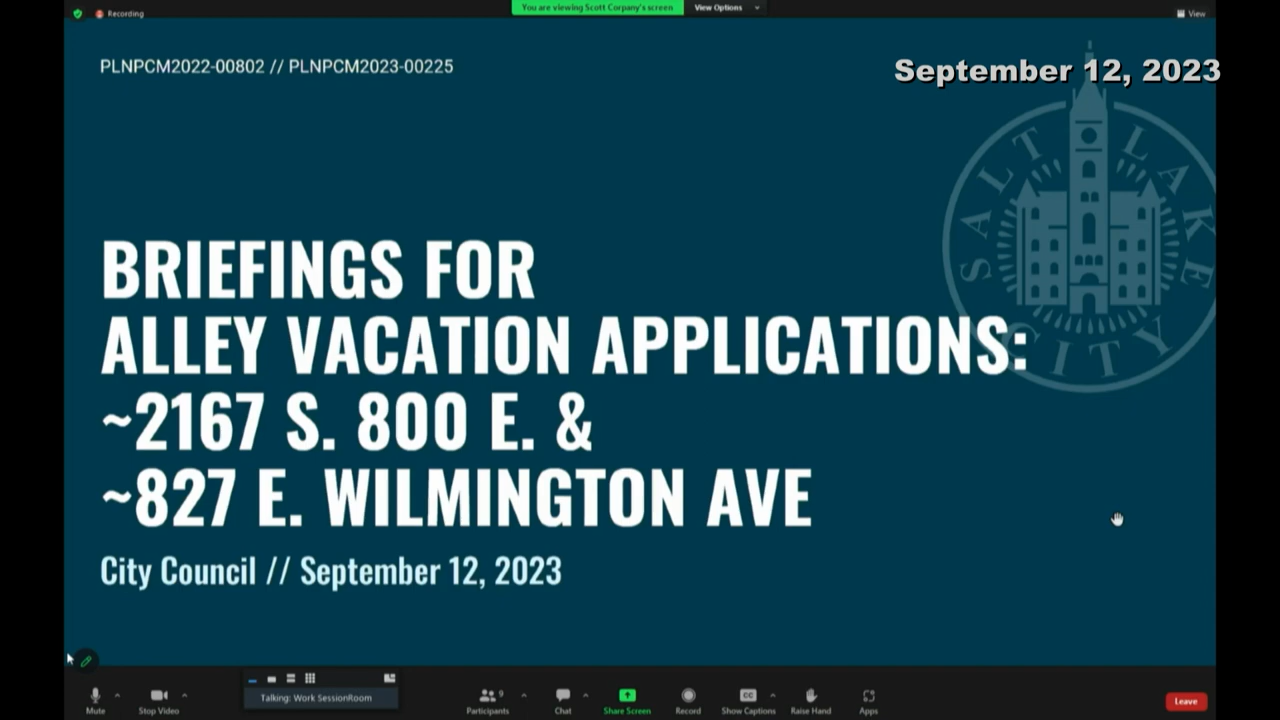 Recording
You are viewing Scott Corpany's screen
View Options
View
PLNPCM2022-00802 // PLNPCM2023-00225
September 12, 2023
SALT LAKE CITY
BRIEFINGS FOR
ALLEY VACATION APPLICATIONS:
~2167 S. 800 E. &
~827 E. WILMINGTON AVE
City Council // September 12, 2023
Talking: Work SessionRoom
Mute
Stop Video
Participants
9
Chat
Share Screen
Record
CC
Show Captions
Raise Hand
Apps
Leave